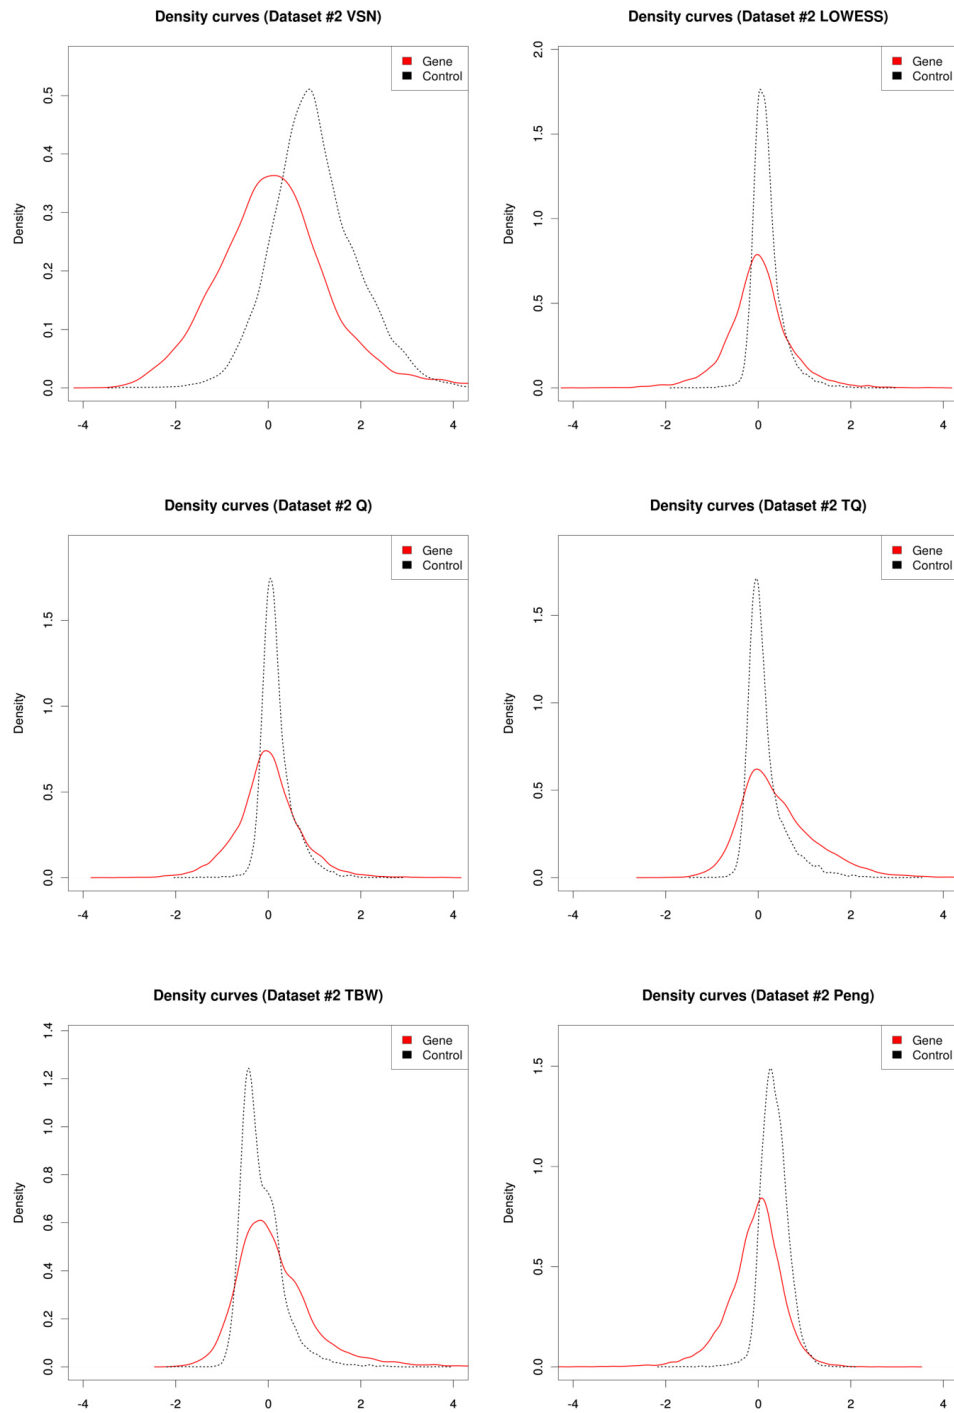 Density curves (Dataset #2 VSN)
Density
0.0 0.1 0.2 0.3 0.4 0.5
-4 -2 0 2 4
Gene
Control
Density curves (Dataset #2 LOWESS)
Density
0.0 0.5 1.0 1.5 2.0
-4 -2 0 2 4
Gene
Control
Density curves (Dataset #2 Q)
Density
0.0 0.5 1.0 1.5
-4 -2 0 2 4
Gene
Control
Density curves (Dataset #2 TQ)
Density
0.0 0.5 1.0 1.5
-4 -2 0 2 4
Gene
Control
Density curves (Dataset #2 TBW)
Density
0.0 0.2 0.4 0.6 0.8 1.0 1.2 1.4
-4 -2 0 2 4
Gene
Control
Density curves (Dataset #2 Peng)
Density
0.0 0.5 1.0 1.5
-4 -2 0 2 4
Gene
Control